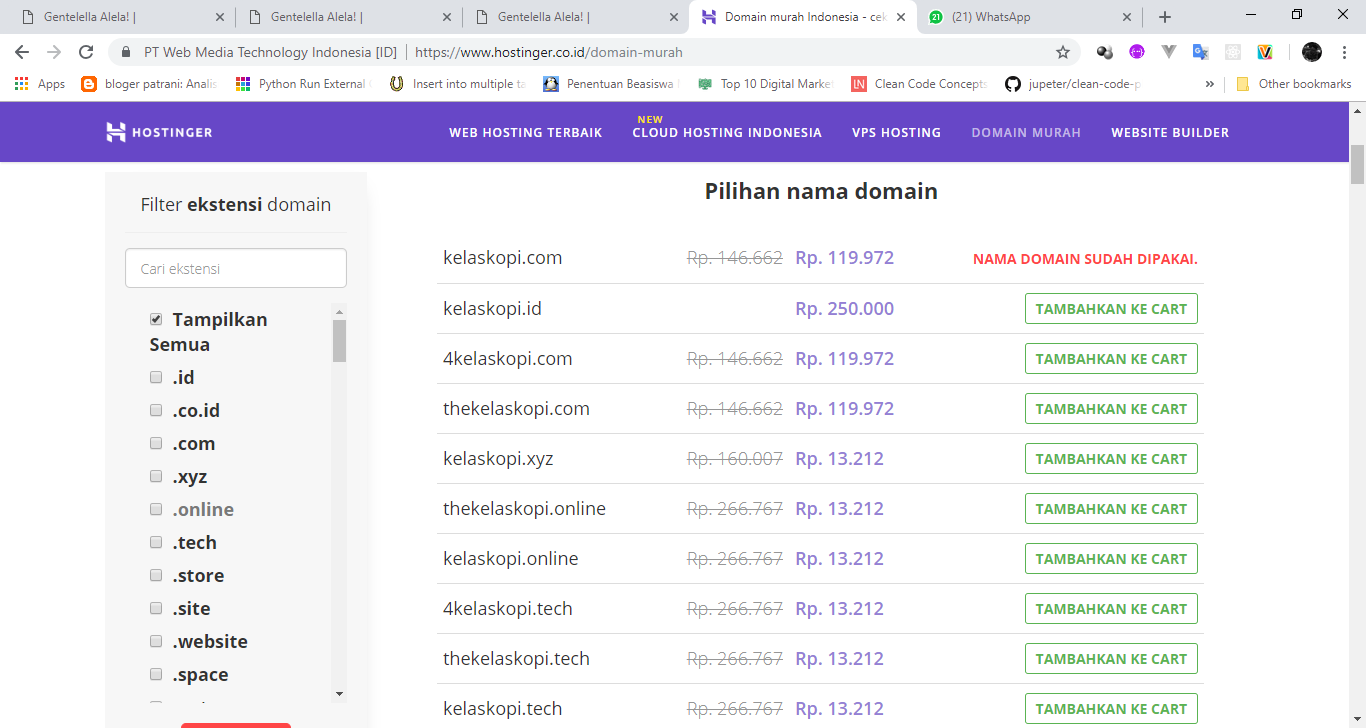 Gentelella Alela! |
Gentelella Alela! |
Gentelella Alela! |
Domain murah Indonesia - cek
(21) WhatsApp
PT Web Media Technology Indonesia [ID] | https://www.hostinger.co.id/domain-murah
Apps
bloger patrani: Analis
Python Run External
Insert into multiple ta
Penentuan Beasiswa
Top 10 Digital Market
Clean Code Concepts
jupeter/clean-code-p
»
Other bookmarks
HOSTINGER
WEB HOSTING TERBAIK
NEW
CLOUD HOSTING INDONESIA
VPS HOSTING
DOMAIN MURAH
WEBSITE BUILDER
Filter ekstensi domain
Cari ekstensi
Tampilkan
Semua
.id
.co.id
.com
.xyz
.online
.tech
.store
.site
.website
.space
Pilihan nama domain
kelaskopi.com Rp. 146.662 Rp. 119.972 NAMA DOMAIN SUDAH DIPAKAI.
kelaskopi.id Rp. 250.000 TAMBAHKAN KE CART
4kelaskopi.com Rp. 146.662 Rp. 119.972 TAMBAHKAN KE CART
thekelaskopi.com Rp. 146.662 Rp. 119.972 TAMBAHKAN KE CART
kelaskopi.xyz Rp. 160.007 Rp. 13.212 TAMBAHKAN KE CART
thekelaskopi.online Rp. 266.767 Rp. 13.212 TAMBAHKAN KE CART
kelaskopi.online Rp. 266.767 Rp. 13.212 TAMBAHKAN KE CART
4kelaskopi.tech Rp. 266.767 Rp. 13.212 TAMBAHKAN KE CART
thekelaskopi.tech Rp. 266.767 Rp. 13.212 TAMBAHKAN KE CART
kelaskopi.tech Rp. 266.767 Rp. 13.212 TAMBAHKAN KE CART